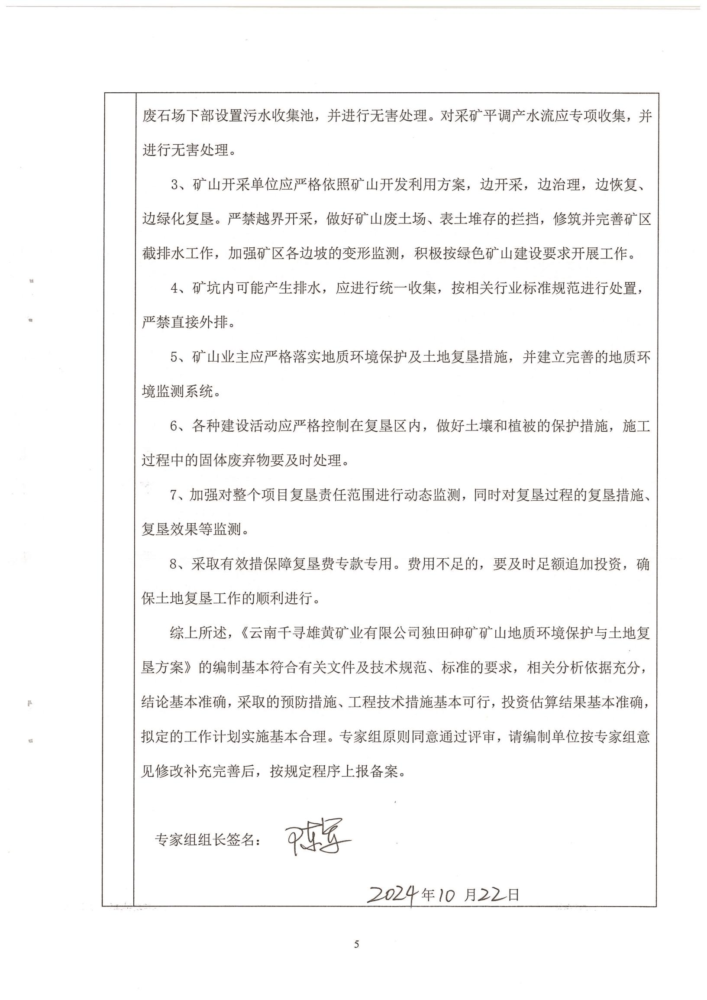 废石场下部设置污水收集池，并进行无害处理。对采矿平调产水流应专项收集，并
进行无害处理。
3、矿山开采单位应严格依照矿山开发利用方案，边开采，边治理，边恢复、
边绿化复垦。严禁越界开采，做好矿山废土场、表土堆存的拦挡，修筑并完善矿区
截排水工作，加强矿区各边坡的变形监测，积极按绿色矿山建设要求开展工作。
4、矿坑内可能产生排水，应进行统一收集，按相关行业标准规范进行处置，
严禁直接外排。
5、矿山业主应严格落实地质环境保护及土地复垦措施，并建立完善的地质环
境监测系统。
6、各种建设活动应严格控制在复垦区内，做好土壤和植被的保护措施，施工
过程中的固体废弃物要及时处理。
7、加强对整个项目复垦责任范围进行动态监测，同时对复垦过程的复垦措施、
复垦效果等监测。
8、采取有效措保障复垦费专款专用。费用不足的，要及时足额追加投资，确
保土地复垦工作的顺利进行。
综上所述，《云南千寻雄黄矿业有限公司独田砷矿矿山地质环境保护与土地复
垦方案》的编制基本符合有关文件及技术规范、标准的要求，相关分析依据充分，
结论基本准确，采取的预防措施、工程技术措施基本可行，投资估算结果基本准确，
拟定的工作计划实施基本合理。专家组原则同意通过评审，请编制单位按专家组意
见修改补充完善后，按规定程序上报备案。
专家组组长签名：陈军
2024年10月22日
5